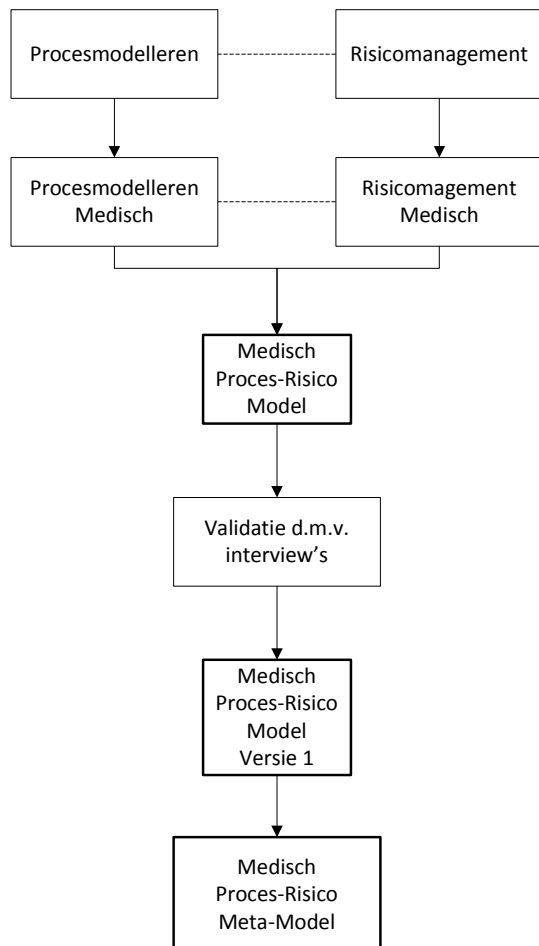 Procesmodelleren
Risicomanagement
Procesmodelleren
Medisch
Risicomagement
Medisch
Medisch
Proces-Risico
Model
Validatie d.m.v.
interview's
Medisch
Proces-Risico
Model
Versie 1
Medisch
Proces-Risico
Meta-Model